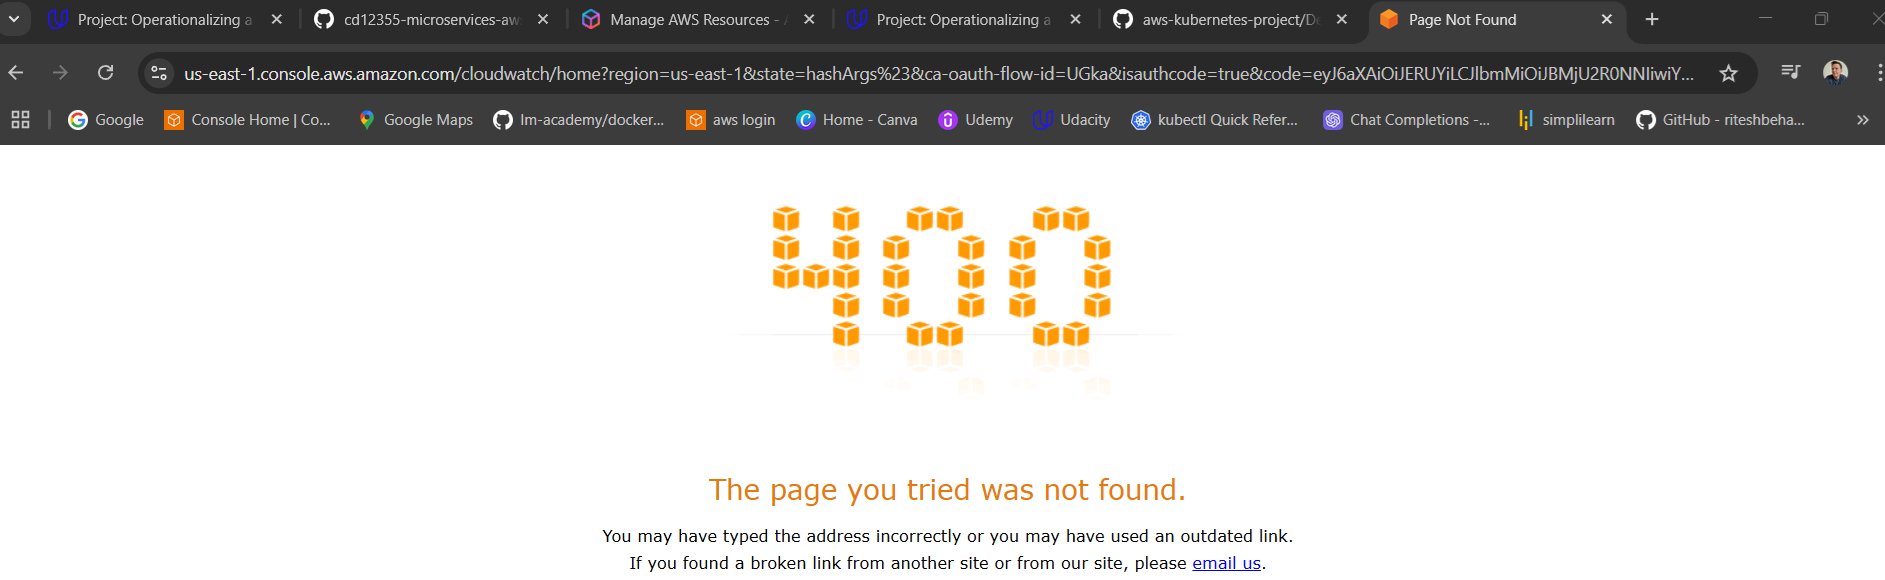 Project: Operationalizing a
cd12355-microservices-aws
Manage AWS Resources - A
Project: Operationalizing a
aws-kubernetes-project/De
Page Not Found
us-east-1.console.aws.amazon.com/cloudwatch/home?region=us-east-1&state=hashArgs%23&ca-oauth-flow-id=UGka&isauthcode=true&code=eyJ6aXAiOiJERUYiLCJlbmMiOiJBMjU2R0NNIiwiY...
Google
Console Home | Co...
Google Maps
lm-academy/docker...
aws login
Home - Canva
Udemy
Udacity
kubectl Quick Refer...
Chat Completions -...
simplilearn
GitHub - riteshbeha...
400
The page you tried was not found.
You may have typed the address incorrectly or you may have used an outdated link.
If you found a broken link from another site or from our site, please email us.